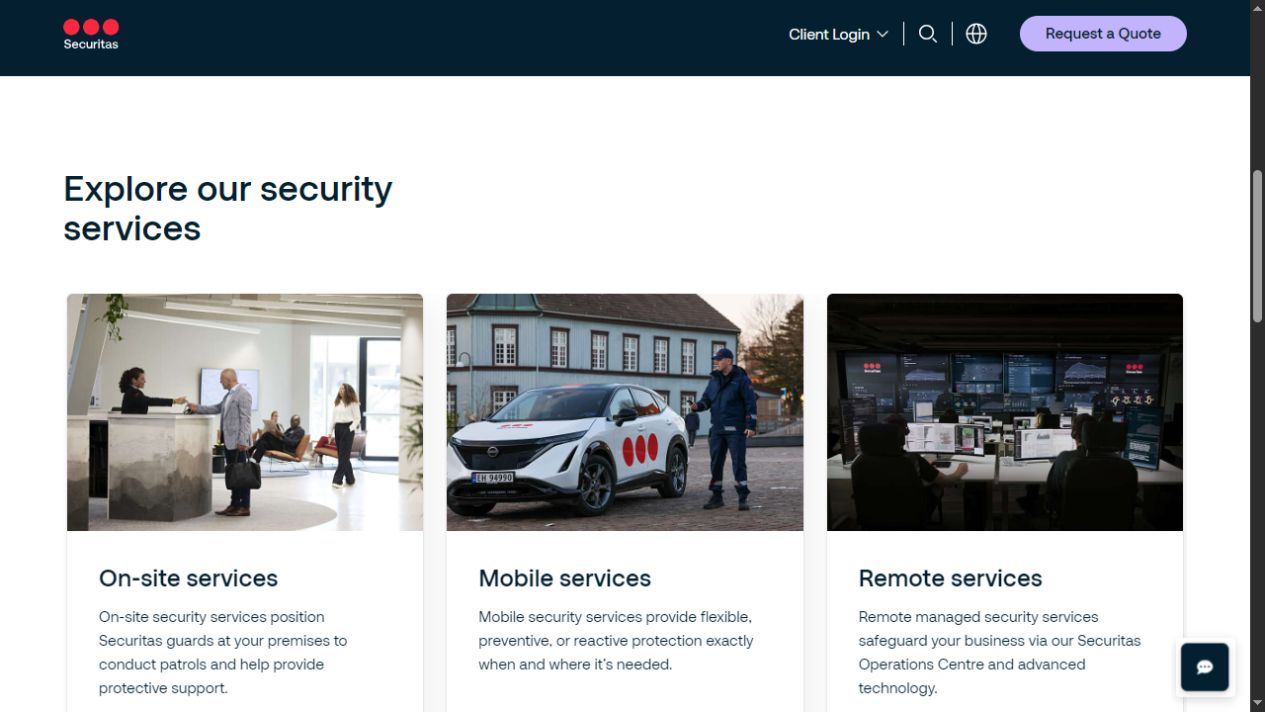 Securitas
Client Login
Request a Quote
Explore our security
services
EH 94990
Securitas
Securitas
On-site services
On-site security services position
Securitas guards at your premises to
conduct patrols and help provide
protective support.
Mobile services
Mobile security services provide flexible,
preventive, or reactive protection exactly
when and where it's needed.
Remote services
Remote managed security services
safeguard your business via our Securitas
Operations Centre and advanced
technology.